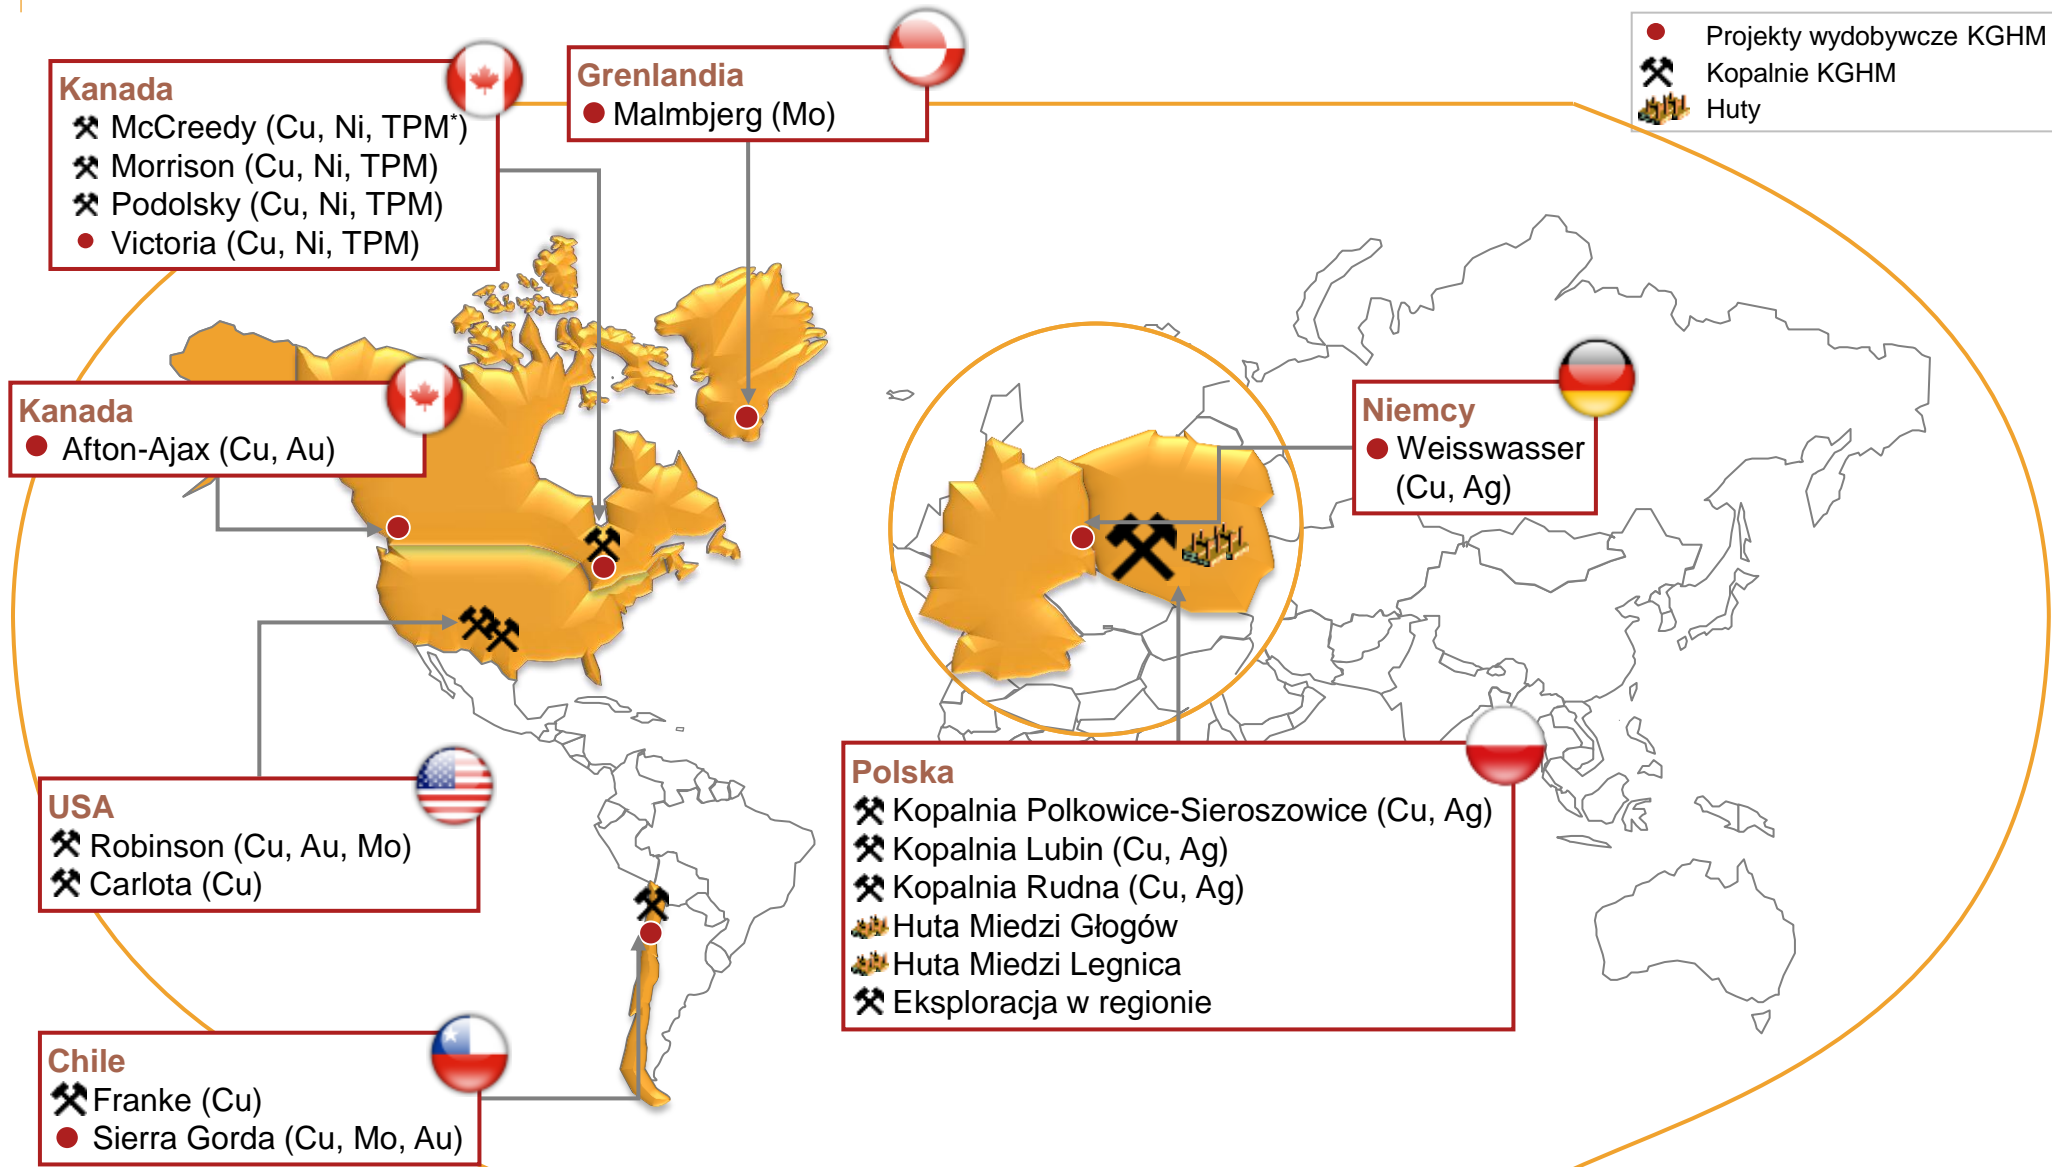 Projekty wydobywcze KGHM
Kopalnie KGHM
Huty
Kanada
McCreedy (Cu, Ni, TPM*)
Morrison (Cu, Ni, TPM)
Podolsky (Cu, Ni, TPM)
Victoria (Cu, Ni, TPM)
Grenlandia
Malmbjerg (Mo)
Kanada
Afton-Ajax (Cu, Au)
Niemcy
Weisswasser
(Cu, Ag)
USA
Robinson (Cu, Au, Mo)
Carlota (Cu)
Polska
Kopalnia Polkowice-Sieroszowice (Cu, Ag)
Kopalnia Lubin (Cu, Ag)
Kopalnia Rudna (Cu, Ag)
Huta Miedzi Głogów
Huta Miedzi Legnica
Eksploracja w regionie
Chile
Franke (Cu)
Sierra Gorda (Cu, Mo, Au)